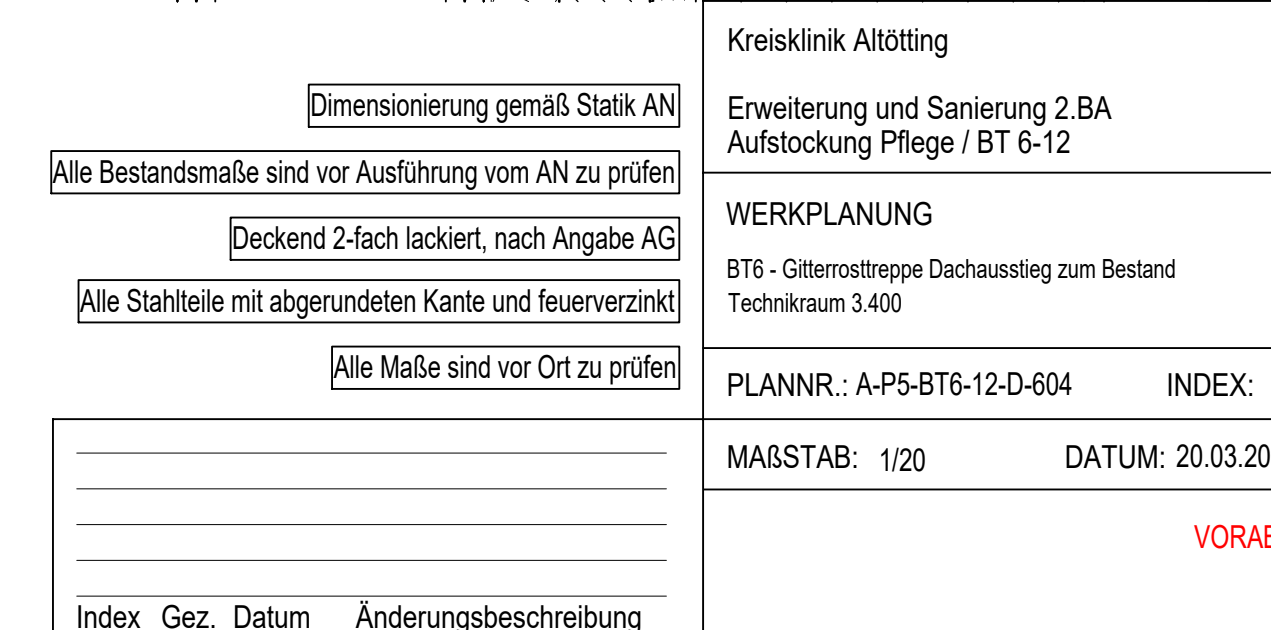 Dimensionierung gemäß Statik AN
Alle Bestandsmaße sind vor Ausführung vom AN zu prüfen
Deckend 2-fach lackiert, nach Angabe AG
Alle Stahlteile mit abgerundeten Kante und feuerverzinkt
Alle Maße sind vor Ort zu prüfen
Index Gez. Datum Änderungsbeschreibung
Kreisklinik Altötting
Erweiterung und Sanierung 2.BA
Aufstockung Pflege / BT 6-12
WERKPLANUNG
BT6 - Gitterrosttreppe Dachausstieg zum Bestand
Technikraum 3.400
PLANNR.: A-P5-BT6-12-D-604 INDEX:
MAßSTAB: 1/20 DATUM: 20.03.20
VORAB